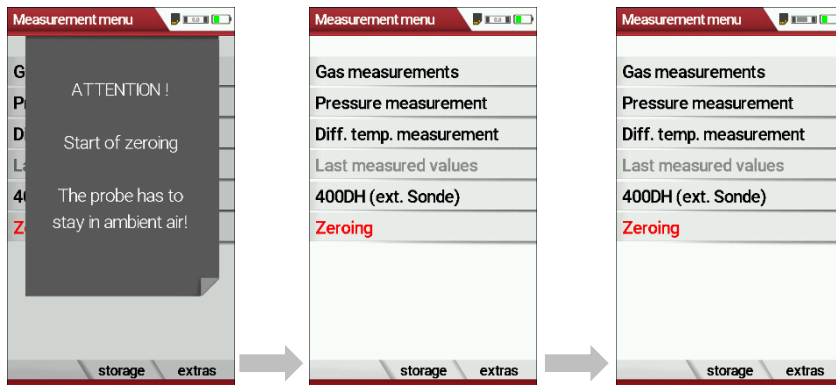 Measurement menu
G
ATTENTION !
P
Start of zeroing
D
La
The probe has to
40
stay in ambient air!
Z
storage extras
Measurement menu
Gas measurements
Pressure measurement
Diff. temp. measurement
Last measured values
400DH (ext. Sonde)
Zeroing
storage extras
Measurement menu
Gas measurements
Pressure measurement
Diff. temp. measurement
Last measured values
400DH (ext. Sonde)
Zeroing
storage extras